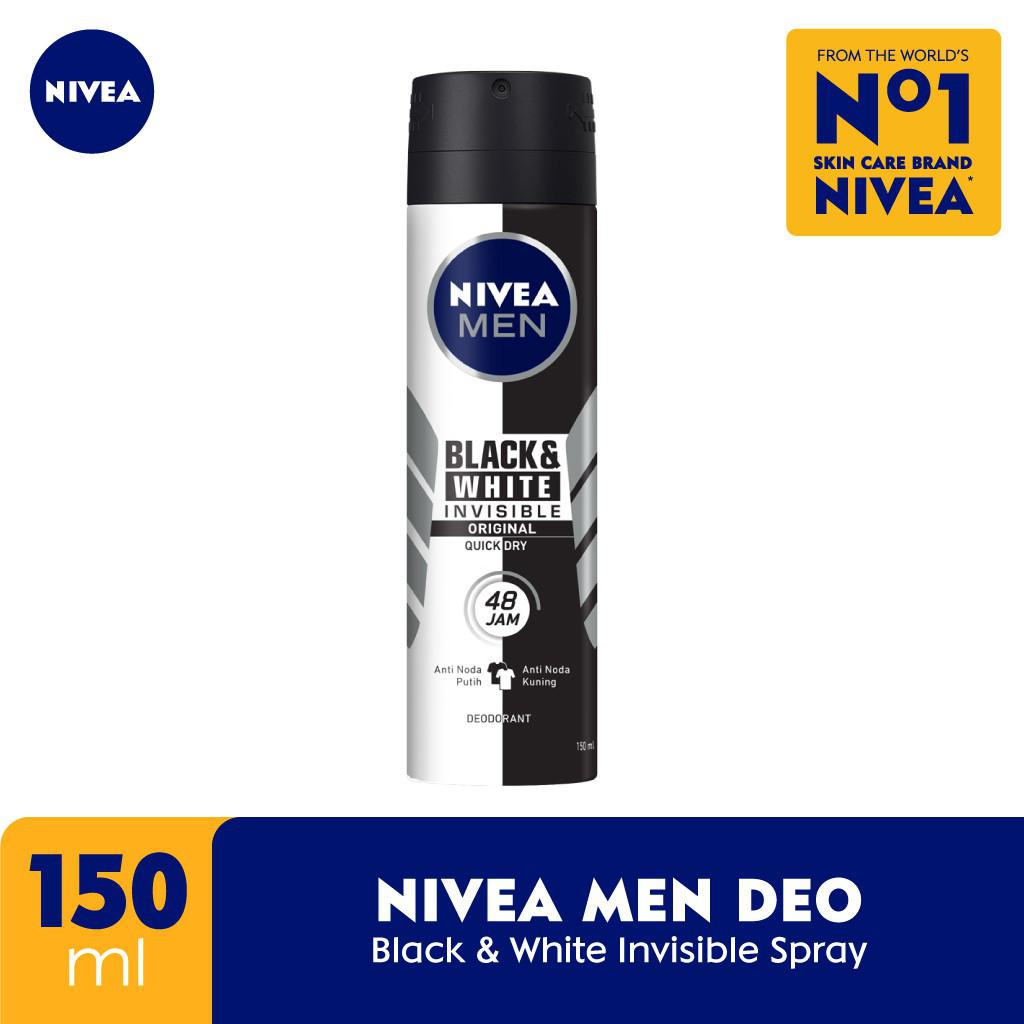 NIVEA
FROM THE WORLD'S
Nº1
SKIN CARE BRAND
NIVEA*
NIVEA
MEN
BLACK&
WHITE
INVISIBLE
ORIGINAL
QUICK DRY
48
JAM
Anti Noda
Putih
Anti Noda
Kuning
DEODORANT
150 ml
150
ml
NIVEA MEN DEO
Black & White Invisible Spray